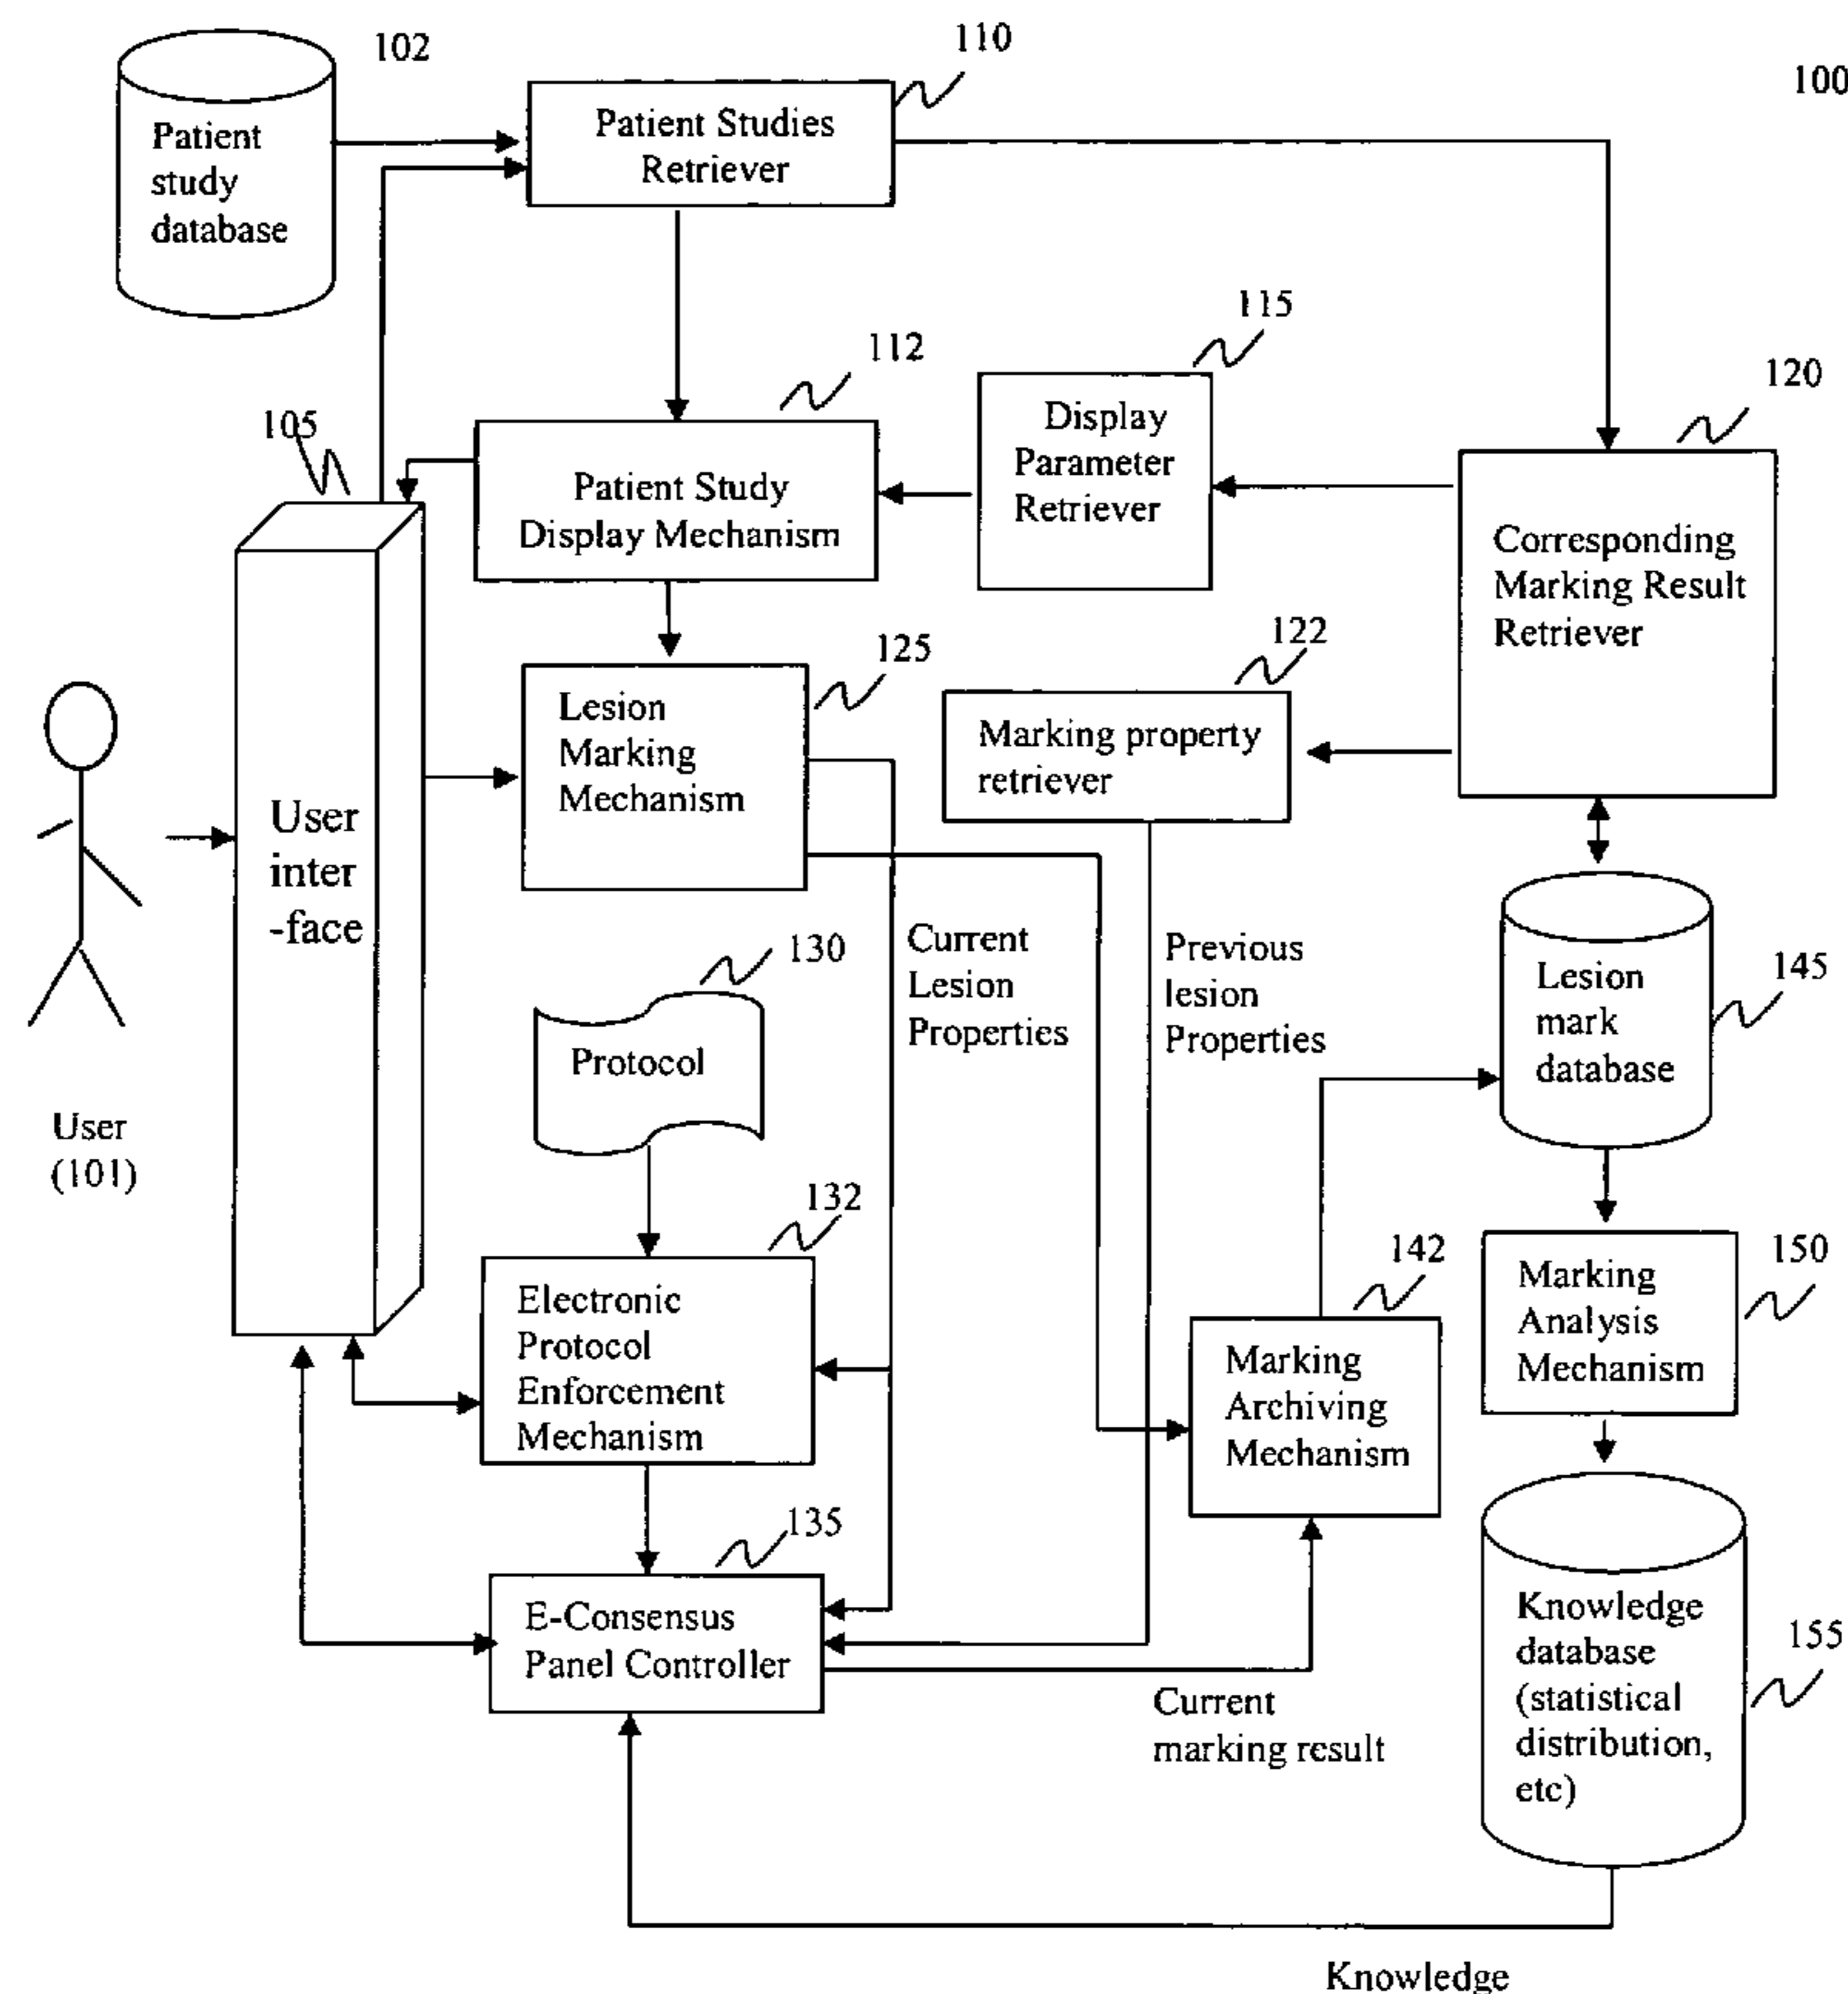 102
110
100
Patient
study
database
Patient Studies
Retriever
115
112
120
105
Display
Parameter
Retriever
Patient Study
Display Mechanism
Corresponding
Marking Result
Retriever
122
125
Lesion
Marking
Mechanism
Marking property
retriever
User
inter
-face
130
Current
Lesion
Properties
Previous
lesion
Properties
145
Lesion
mark
database
Protocol
User
(101)
132
142
150
Electronic
Protocol
Enforcement
Mechanism
Marking
Archiving
Mechanism
Marking
Analysis
Mechanism
135
E-Consensus
Panel Controller
155
Knowledge
database
(statistical
distribution,
etc)
Current
marking result
Knowledge